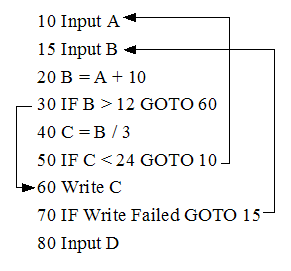 10 Input A
15 Input B
20 B = A + 10
30 IF B > 12 GOTO 60
40 C = B / 3
50 IF C < 24 GOTO 10
60 Write C
70 IF Write Failed GOTO 15
80 Input D